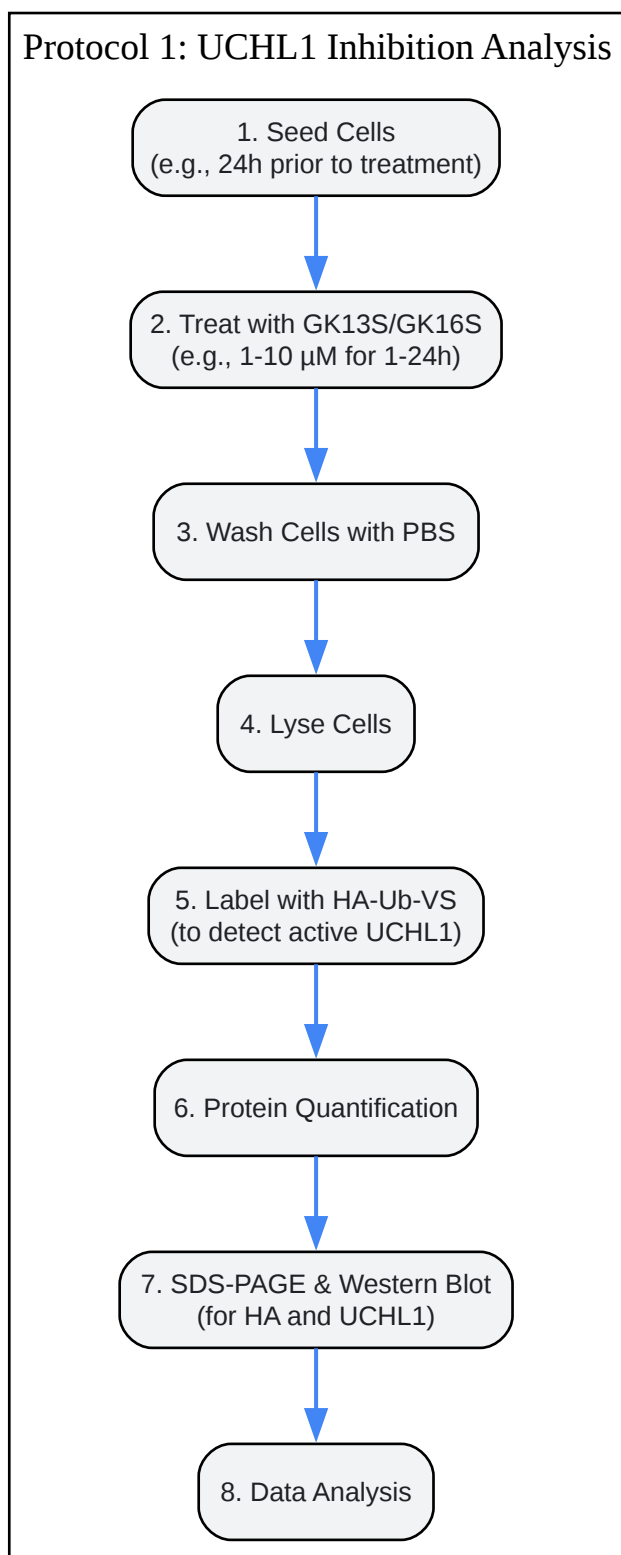 Protocol 1: UCHL1 Inhibition Analysis
1. Seed Cells
(e.g., 24h prior to treatment)
2. Treat with GK13S/GK16S
(e.g., 1-10 µM for 1-24h)
3. Wash Cells with PBS
4. Lyse Cells
5. Label with HA-Ub-VS
(to detect active UCHL1)
6. Protein Quantification
7. SDS-PAGE & Western Blot
(for HA and UCHL1)
8. Data Analysis